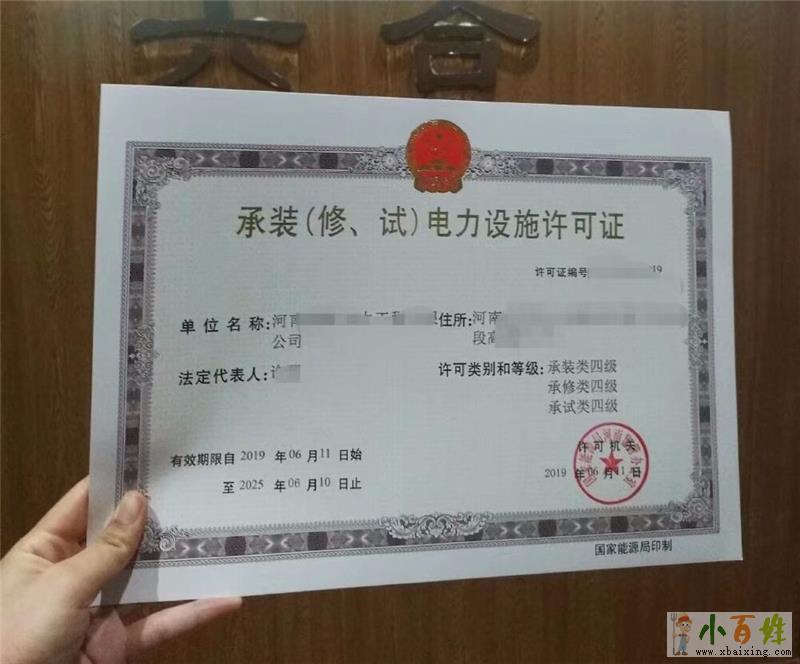 六合
承装(修、试)电力设施许可证
许可证编号 19
单位名称:河南
公司
住所:河南
段高
法定代表人:
许可类别和等级:承装类四级
承修类四级
承试类四级
有效期限自 2019 年 06 月 11 日始
至 2025 年 06 月 10 日止
许可机关
2019 年 06 月 11 日
国家能源局印制
小百姓
www.xbaixing.com